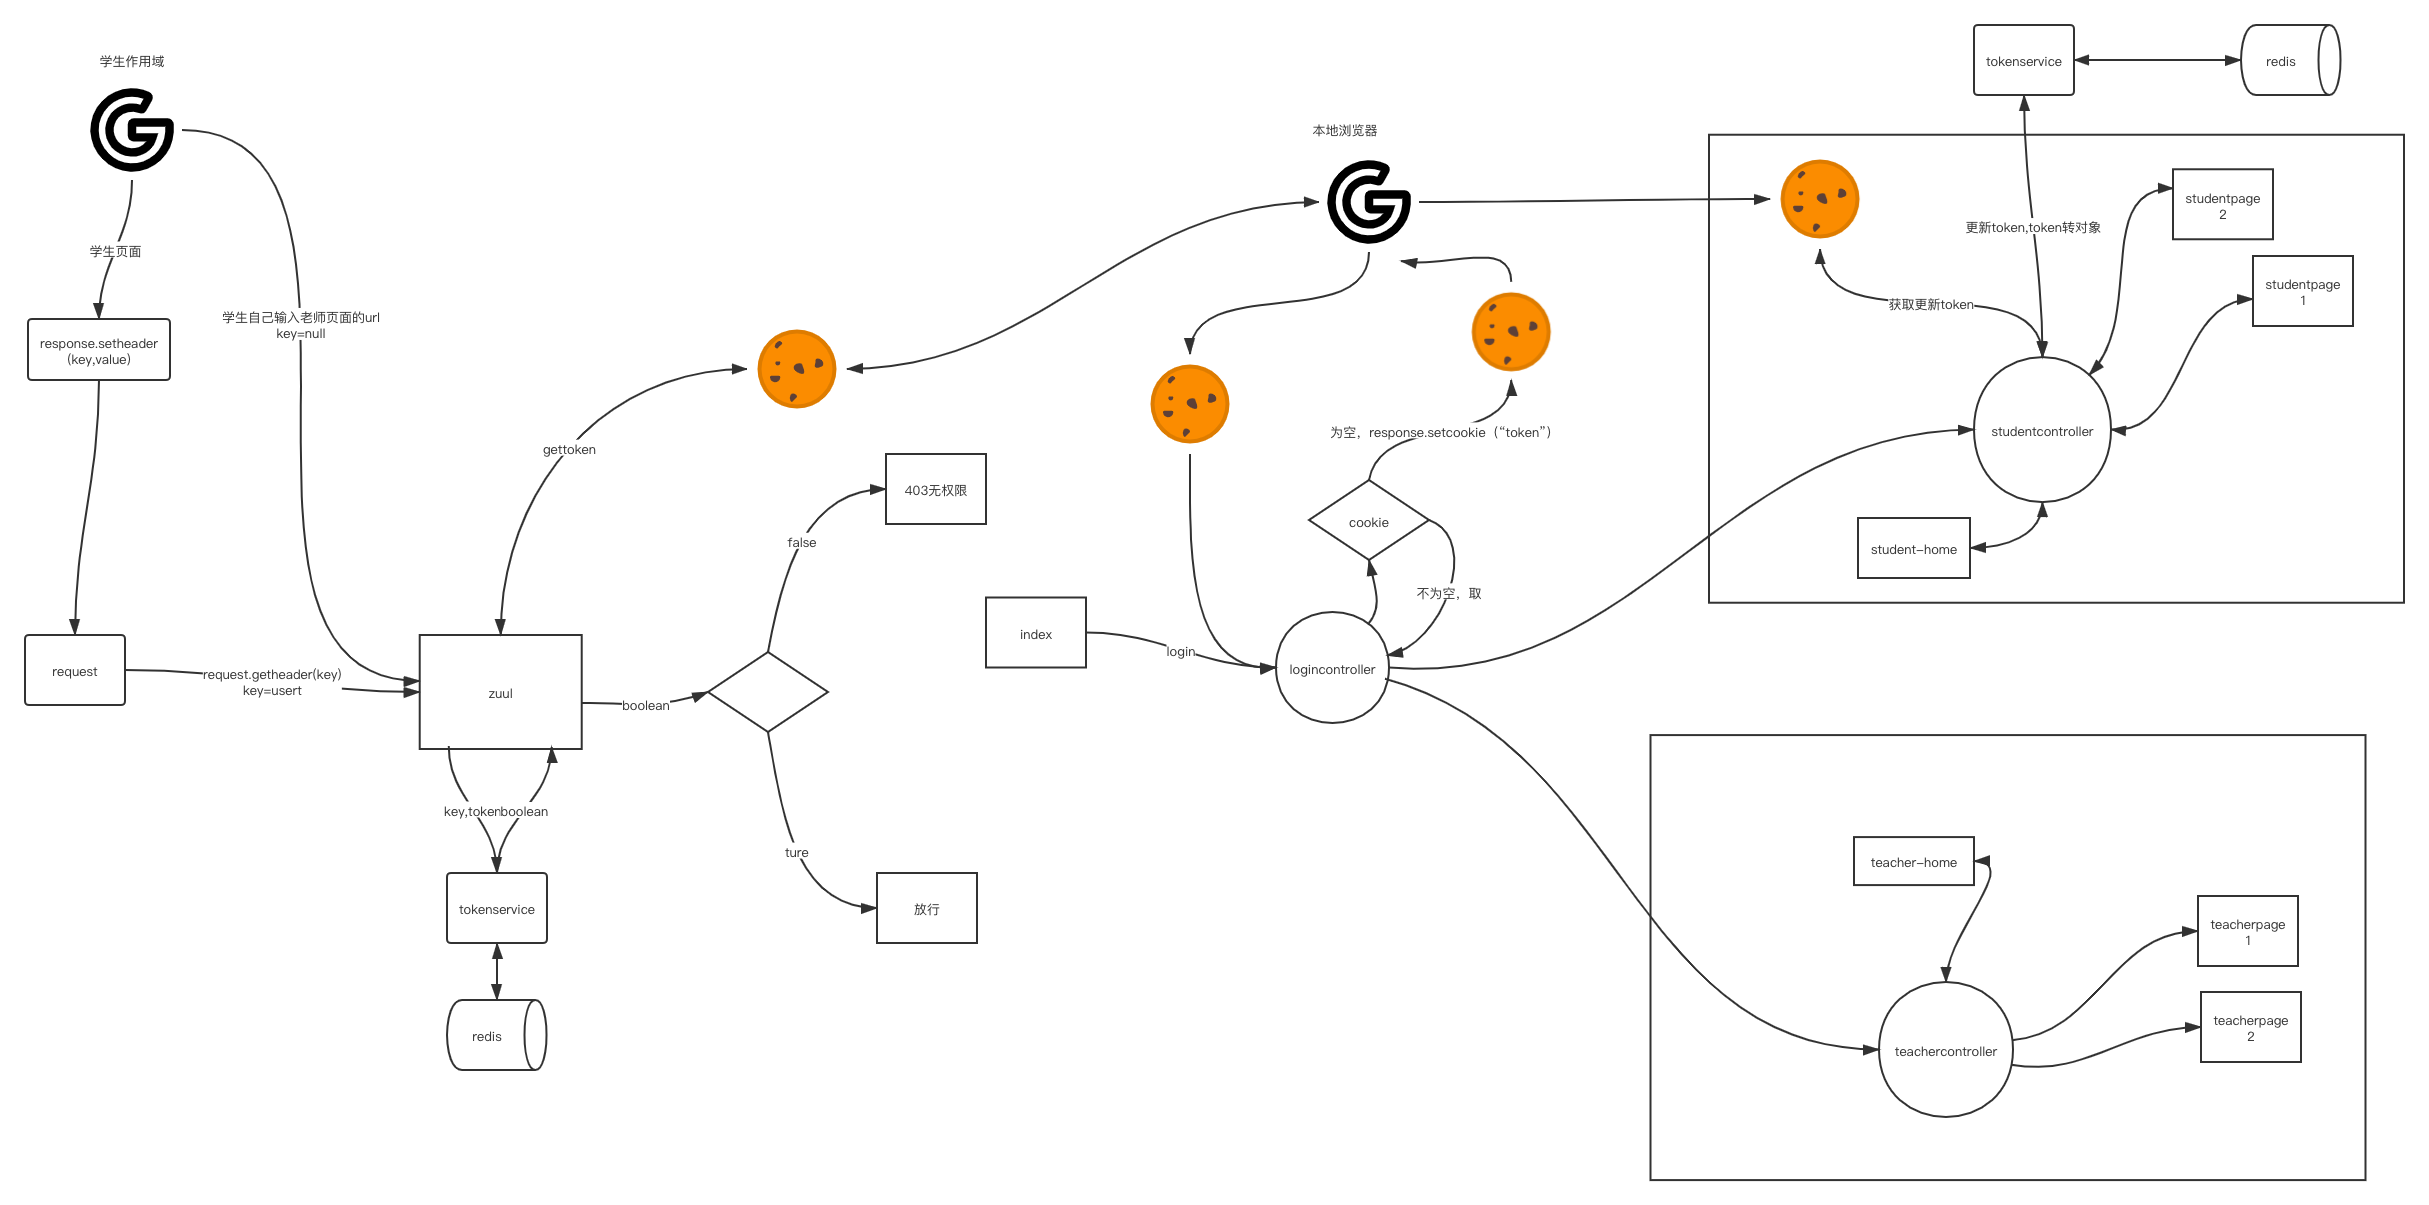 学生作用域
学生页面
response.setheader
(key,value)
request
学生自己输入老师页面的url
key=null
request.getheader(key)
key=usert
zuul
gettoken
key,token
boolean
tokenservice
redis
boolean
false
403无权限
ture
放行
本地浏览器
为空，response.setcookie（“token”）
cookie
不为空，取
index
login
logincontroller
tokenservice
redis
更新token,token转对象
获取更新token
studentpage
2
studentpage
1
studentcontroller
student-home
teacher-home
teacherpage
1
teacherpage
2
teachercontroller